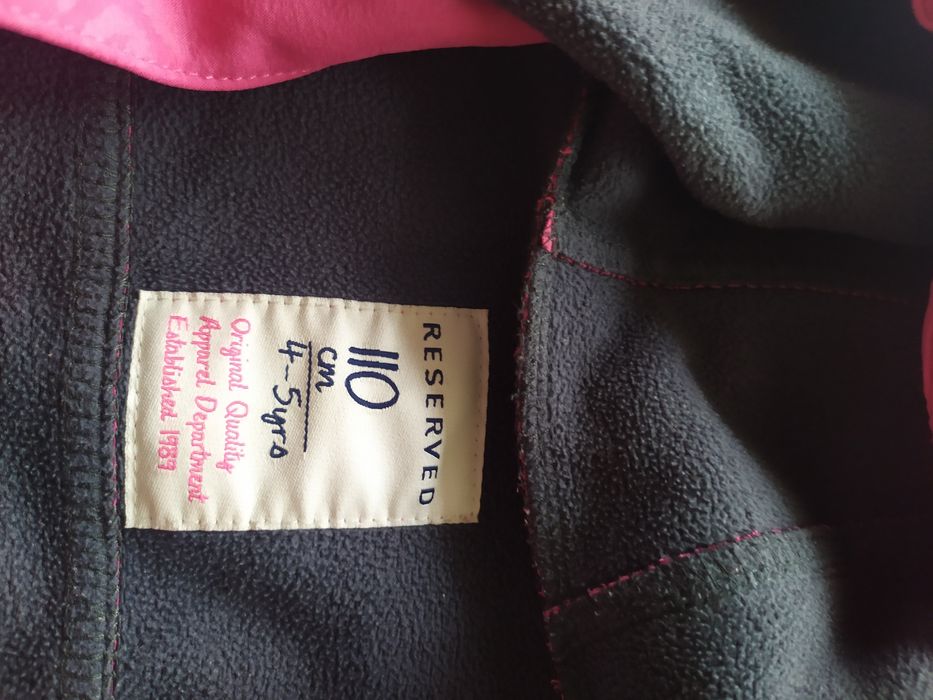 RESERVED
110
cm
4-5yrs
Original Quality
Apparel Department
Established 1989